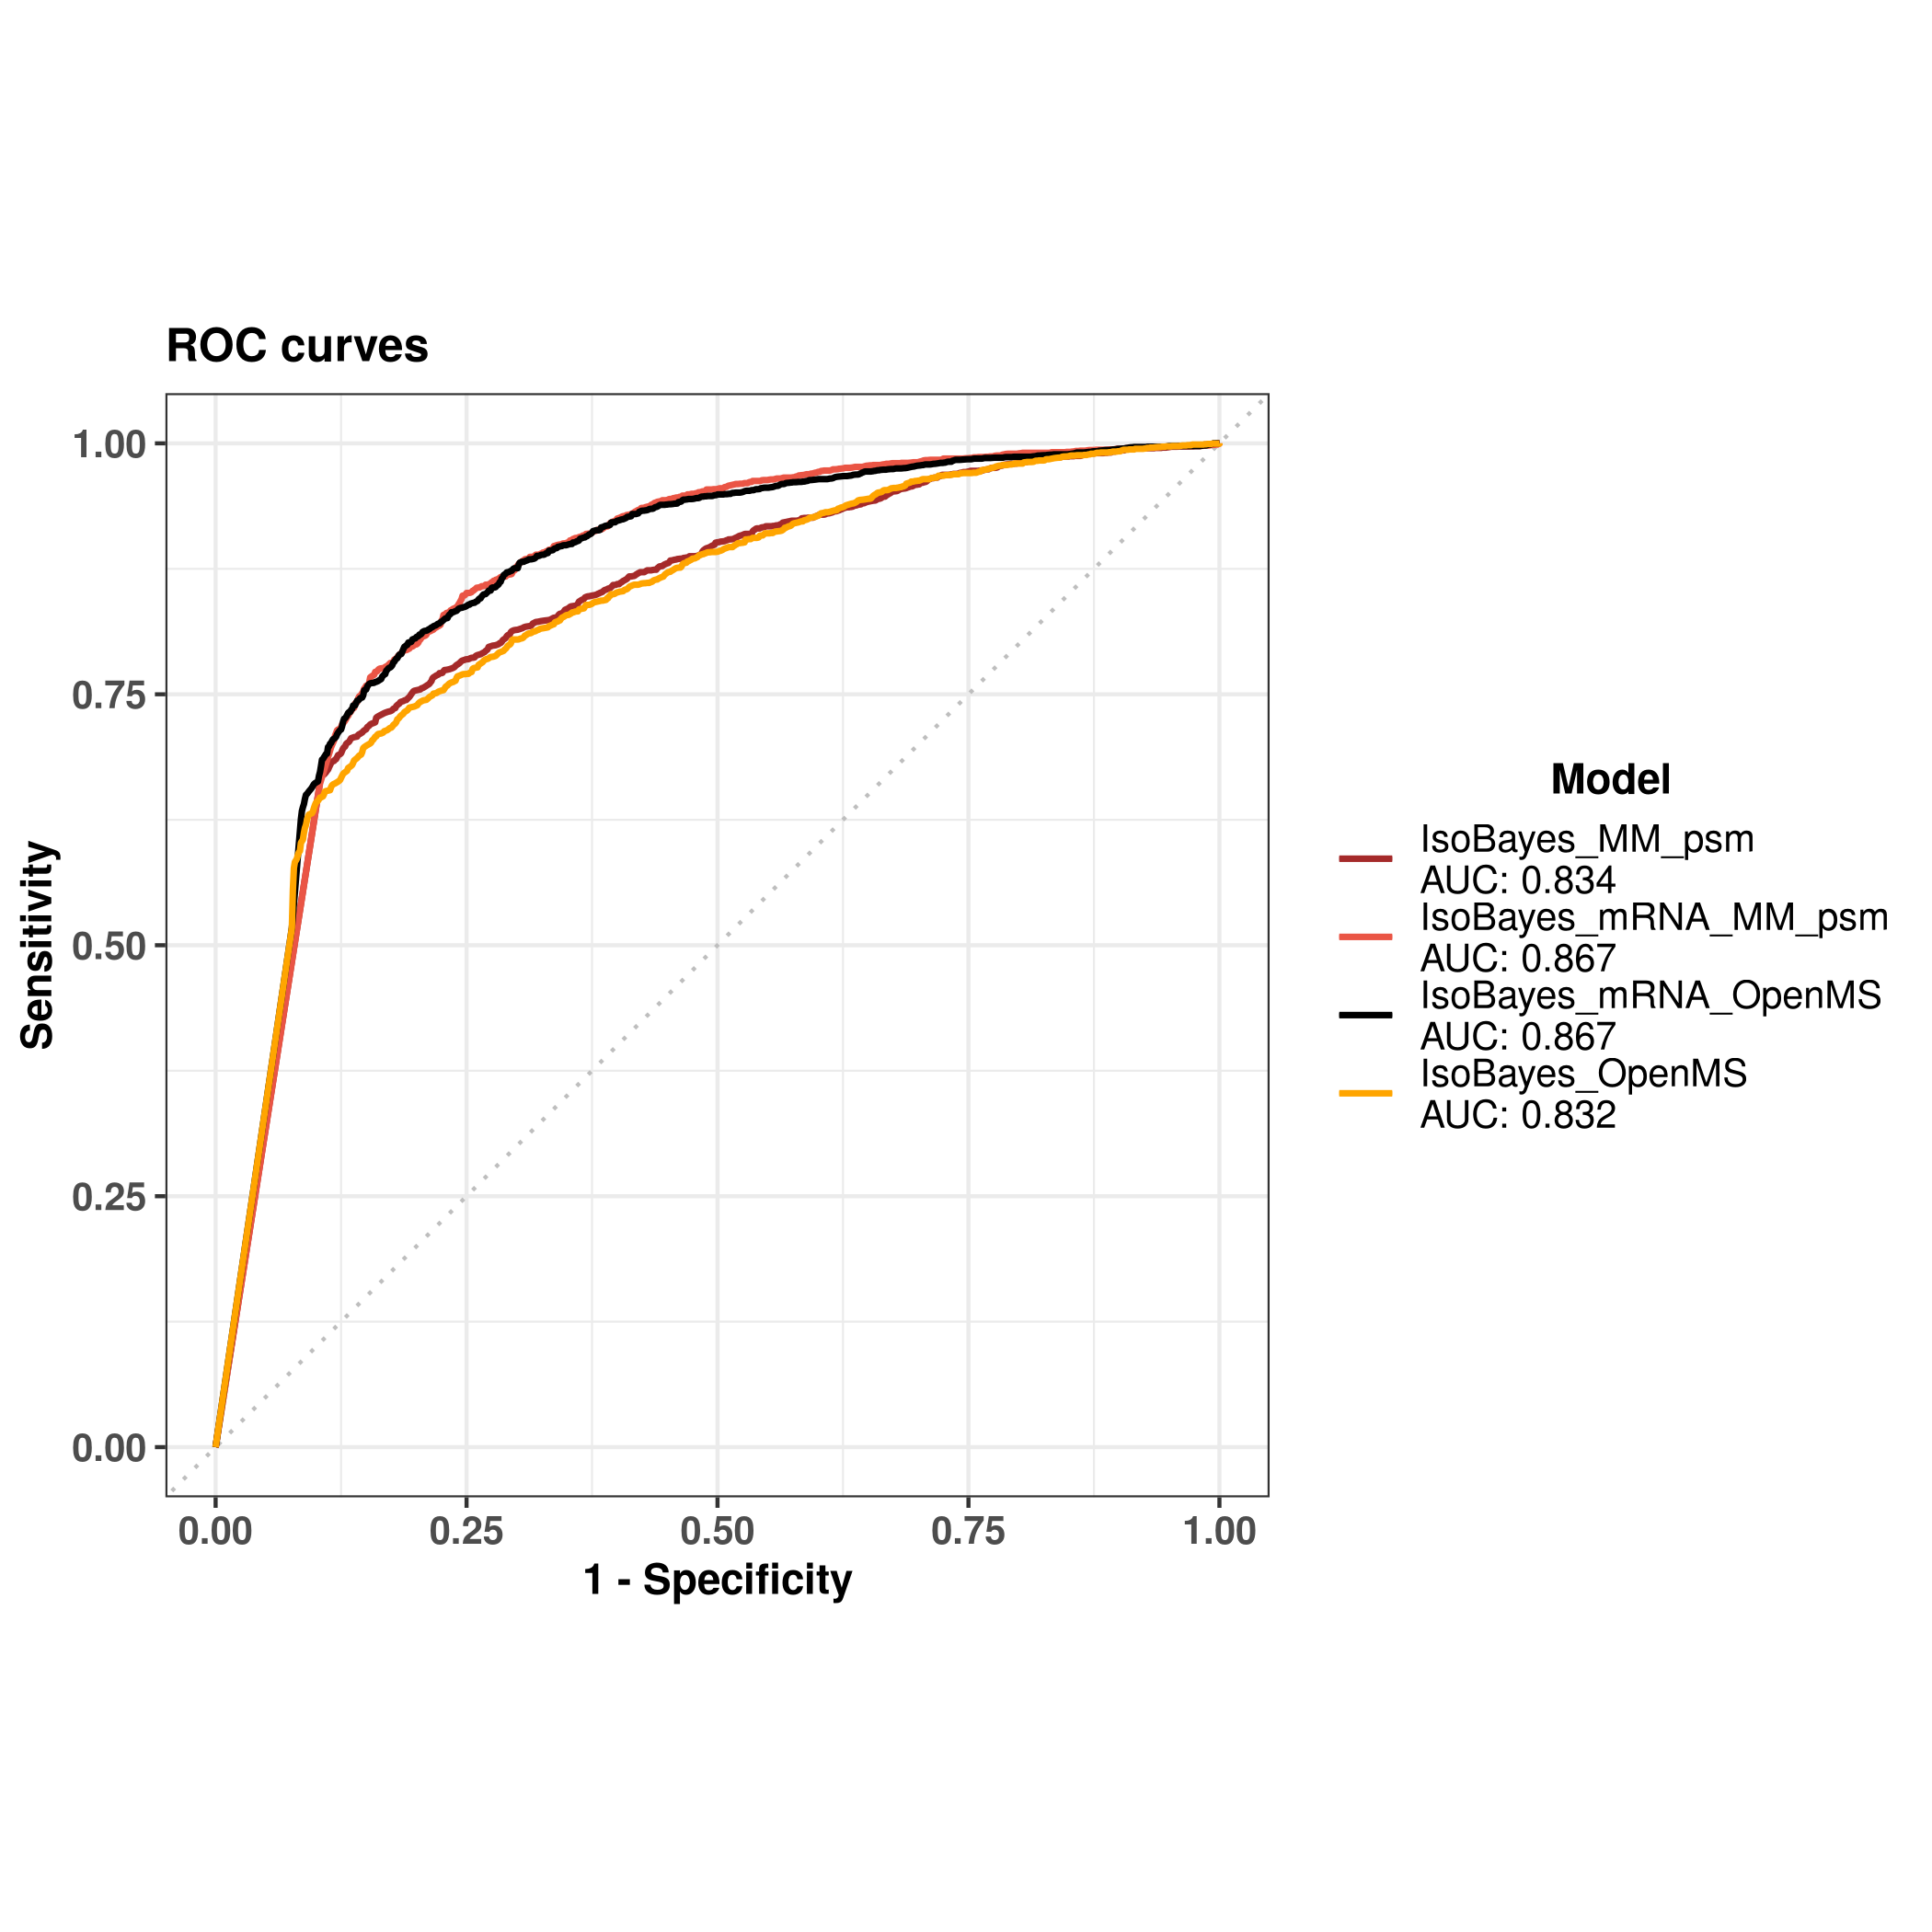 ROC curves
1.00
0.75
0.50
0.25
0.00
Sensitivity
0.00 0.25 0.50 0.75 1.00
1 - Specificity
Model
IsoBayes_MM_psm
AUC: 0.834
IsoBayes_mRNA_MM_psm
AUC: 0.867
IsoBayes_mRNA_OpenMS
AUC: 0.867
IsoBayes_OpenMS
AUC: 0.832